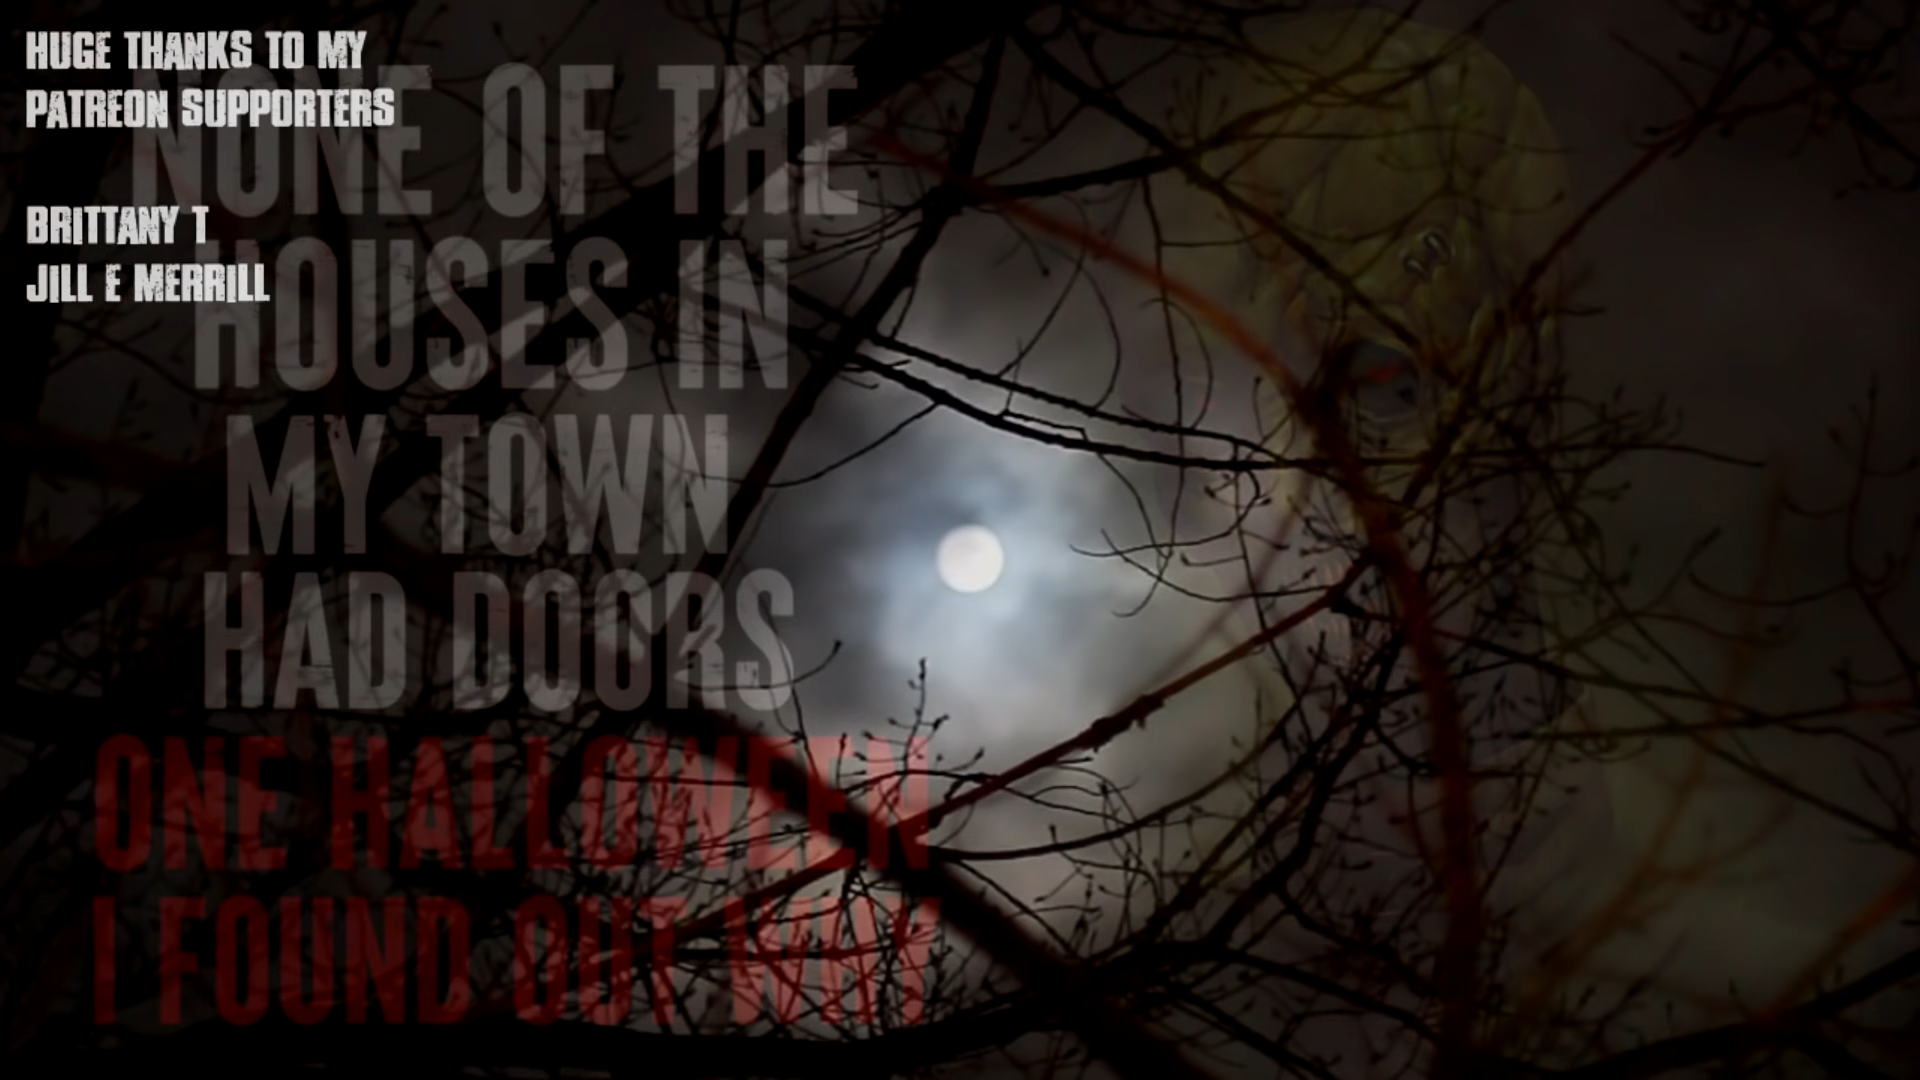 HUGE THANKS TO MY
PATREON SUPPORTERS
BRITTANY T
JILL E MERRILL
NONE OF THE
HOUSES IN
MY TOWN
HAD DOORS
ONE HALLOWEEN
I FOUND OUT WHY